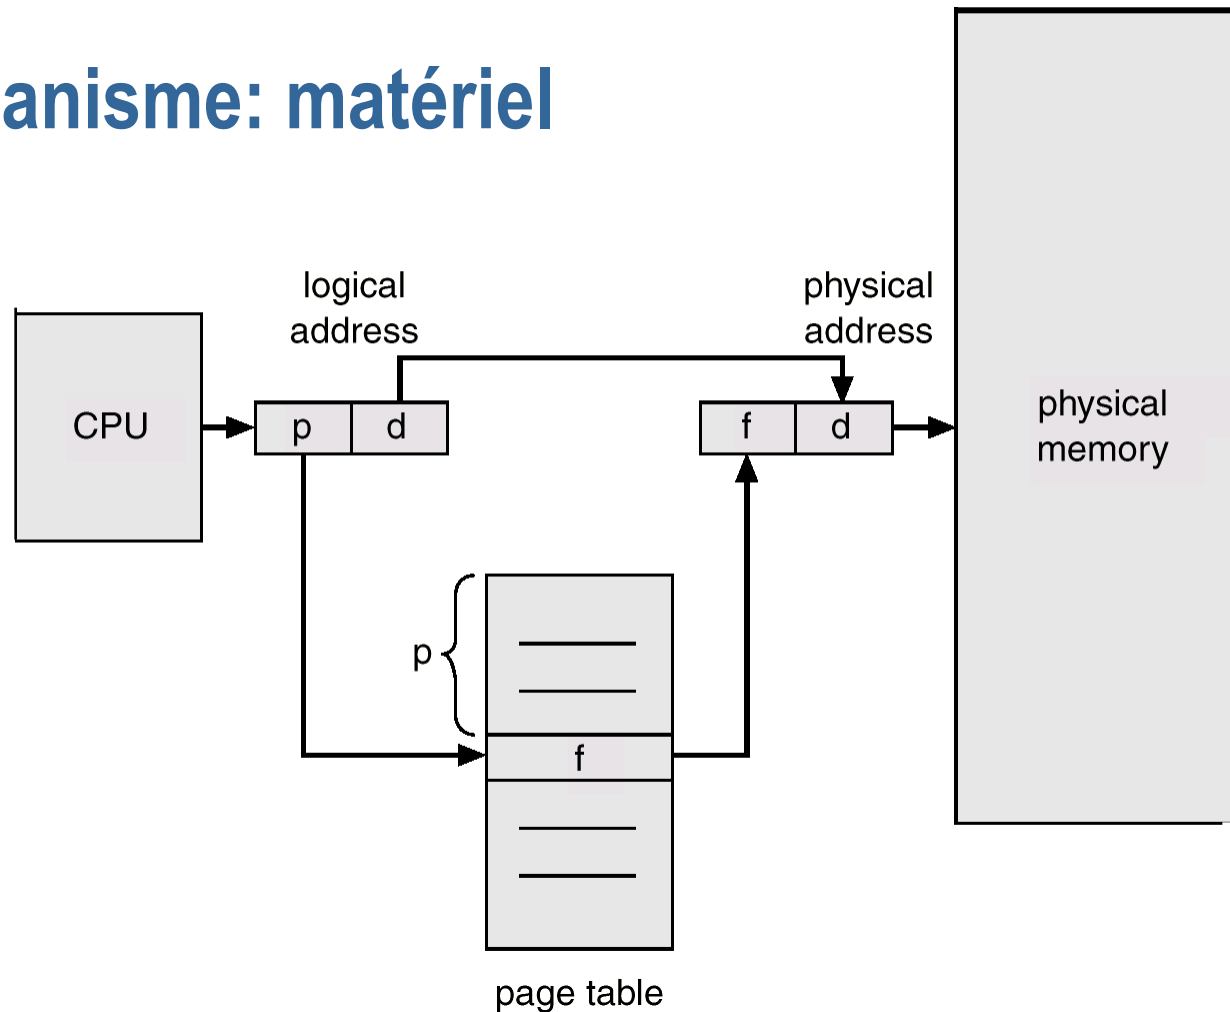 anisme: matériel
logical
address
physical
address
CPU
p
d
f
d
physical
memory
p
f
page table